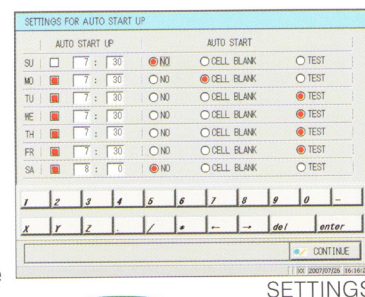 SETTINGS FOR AUTO START UP
AUTO START UP AUTO START
SU 7 : 30 NO CELL BLANK TEST
MO 7 : 30 NO CELL BLANK TEST
TU 7 : 30 NO CELL BLANK TEST
WE 7 : 30 NO CELL BLANK TEST
TH 7 : 30 NO CELL BLANK TEST
FR 7 : 30 NO CELL BLANK TEST
SA 8 : 0 NO CELL BLANK TEST
1 2 3 4 5 6 7 8 9 0 -
X Y Z . / * ← → del enter
CONTINUE
XX 2007/07/26 16:16:2
e
SETTINGS